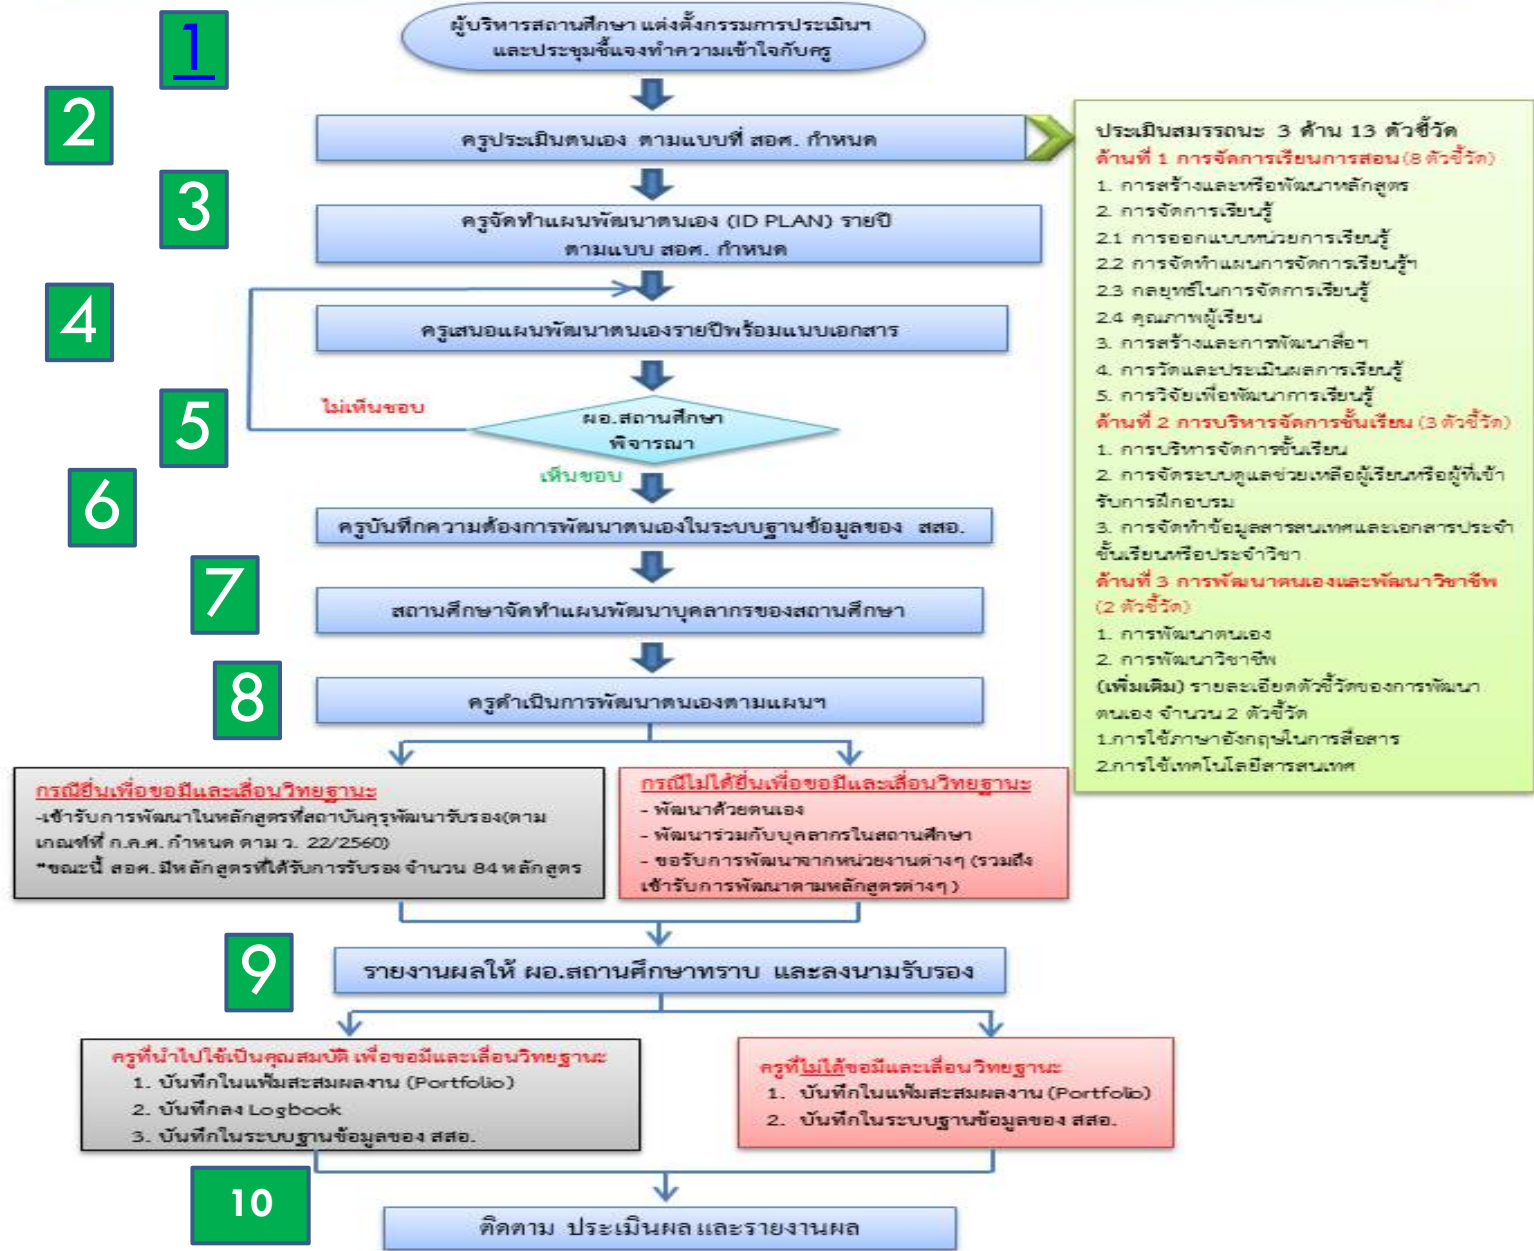 1
ผู้บริหารสถานศึกษา แต่งตั้งกรรมการประเมินฯ
และประชุมชี้แจงทำความเข้าใจกับครู
2
ครูประเมินตนเอง ตามแบบที่ สอศ. กำหนด
3
ครูจัดทำแผนพัฒนาตนเอง (ID PLAN) รายปี
ตามแบบ สอศ. กำหนด
4
ครูเสนอแผนพัฒนาตนเองรายปีพร้อมแนบเอกสาร
5
ไม่เห็นชอบ
ผอ.สถานศึกษา
พิจารณา
เห็นชอบ
6
ครูบันทึกความต้องการพัฒนาตนเองในระบบฐานข้อมูลของ สสอ.
7
สถานศึกษาจัดทำแผนพัฒนาบุคลากรของสถานศึกษา
8
ครูดำเนินการพัฒนาตนเองตามแผนฯ
ประเมินสมรรถนะ 3 ด้าน 13 ตัวชี้วัด
ด้านที่ 1 การจัดการเรียนการสอน (8 ตัวชี้วัด)
1. การสร้างและหรือพัฒนาหลักสูตร
2. การจัดการเรียนรู้
2.1 การออกแบบหน่วยการเรียนรู้
2.2 การจัดทำแผนการจัดการเรียนรู้ฯ
2.3 กลยุทธ์ในการจัดการเรียนรู้
2.4 คุณภาพผู้เรียน
3. การสร้างและการพัฒนาสื่อฯ
4. การวัดและประเมินผลการเรียนรู้
5. การวิจัยเพื่อพัฒนาการเรียนรู้
ด้านที่ 2 การบริหารจัดการชั้นเรียน (3 ตัวชี้วัด)
1. การบริหารจัดการชั้นเรียน
2. การจัดระบบดูแลช่วยเหลือผู้เรียนหรือผู้ที่เข้า
รับการฝึกอบรม
3. การจัดทำข้อมูลสารสนเทศและเอกสารประจำ
ชั้นเรียนหรือประจำวิชา
ด้านที่ 3 การพัฒนาตนเองและพัฒนาวิชาชีพ
(2 ตัวชี้วัด)
1. การพัฒนาตนเอง
2. การพัฒนาวิชาชีพ
(เพิ่มเติม) รายละเอียดตัวชี้วัดของการพัฒนา
ตนเอง จำนวน 2 ตัวชี้วัด
1.การใช้ภาษาอังกฤษในการสื่อสาร
2.การใช้เทคโนโลยีสารสนเทศ
กรณียื่นเพื่อขอมีและเลื่อนวิทยฐานะ
-เข้ารับการพัฒนาในหลักสูตรที่สถาบันคุรุพัฒนารับรอง(ตาม
เกณฑ์ที่ ก.ค.ศ. กำหนด ตาม ว. 22/2560)
*ขณะนี้ สอศ. มีหลักสูตรที่ได้รับการรับรอง จำนวน 84 หลักสูตร
กรณีไม่ได้ยื่นเพื่อขอมีและเลื่อนวิทยฐานะ
- พัฒนาด้วยตนเอง
- พัฒนาร่วมกับบุคลากรในสถานศึกษา
- ขอรับการพัฒนาจากหน่วยงานต่างๆ (รวมถึง
เข้ารับการพัฒนาตามหลักสูตรต่างๆ )
9
รายงานผลให้ ผอ.สถานศึกษาทราบ และลงนามรับรอง
ครูที่นำไปใช้เป็นคุณสมบัติ เพื่อขอมีและเลื่อนวิทยฐานะ
1. บันทึกในแฟ้มสะสมผลงาน (Portfolio)
2. บันทึกลง Logbook
3. บันทึกในระบบฐานข้อมูลของ สสอ.
ครูที่ไม่ได้ขอมีและเลื่อนวิทยฐานะ
1. บันทึกในแฟ้มสะสมผลงาน (Portfolio)
2. บันทึกในระบบฐานข้อมูลของ สสอ.
10
ติดตาม ประเมินผล และรายงานผล